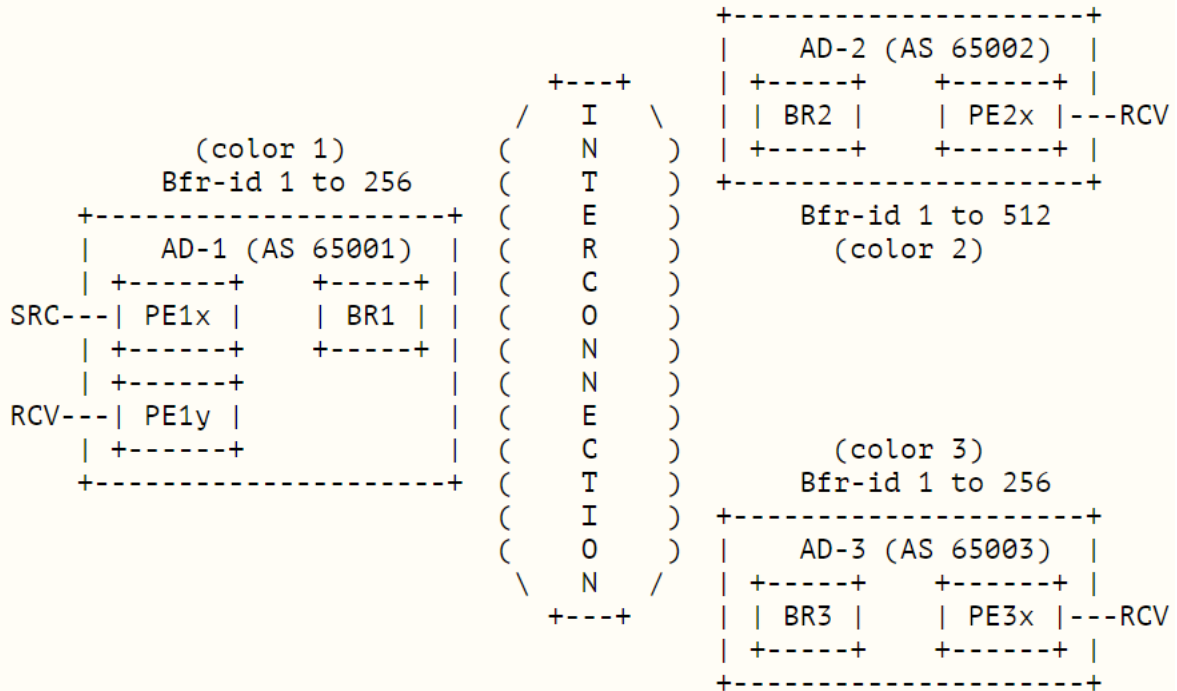 (color 1)
Bfr-id 1 to 256
AD-1 (AS 65001)
SRC PE1x BR1
RCV PE1y
INTERCONNECTION
AD-2 (AS 65002)
BR2 PE2x RCV
Bfr-id 1 to 512
(color 2)
(color 3)
Bfr-id 1 to 256
AD-3 (AS 65003)
BR3 PE3x RCV